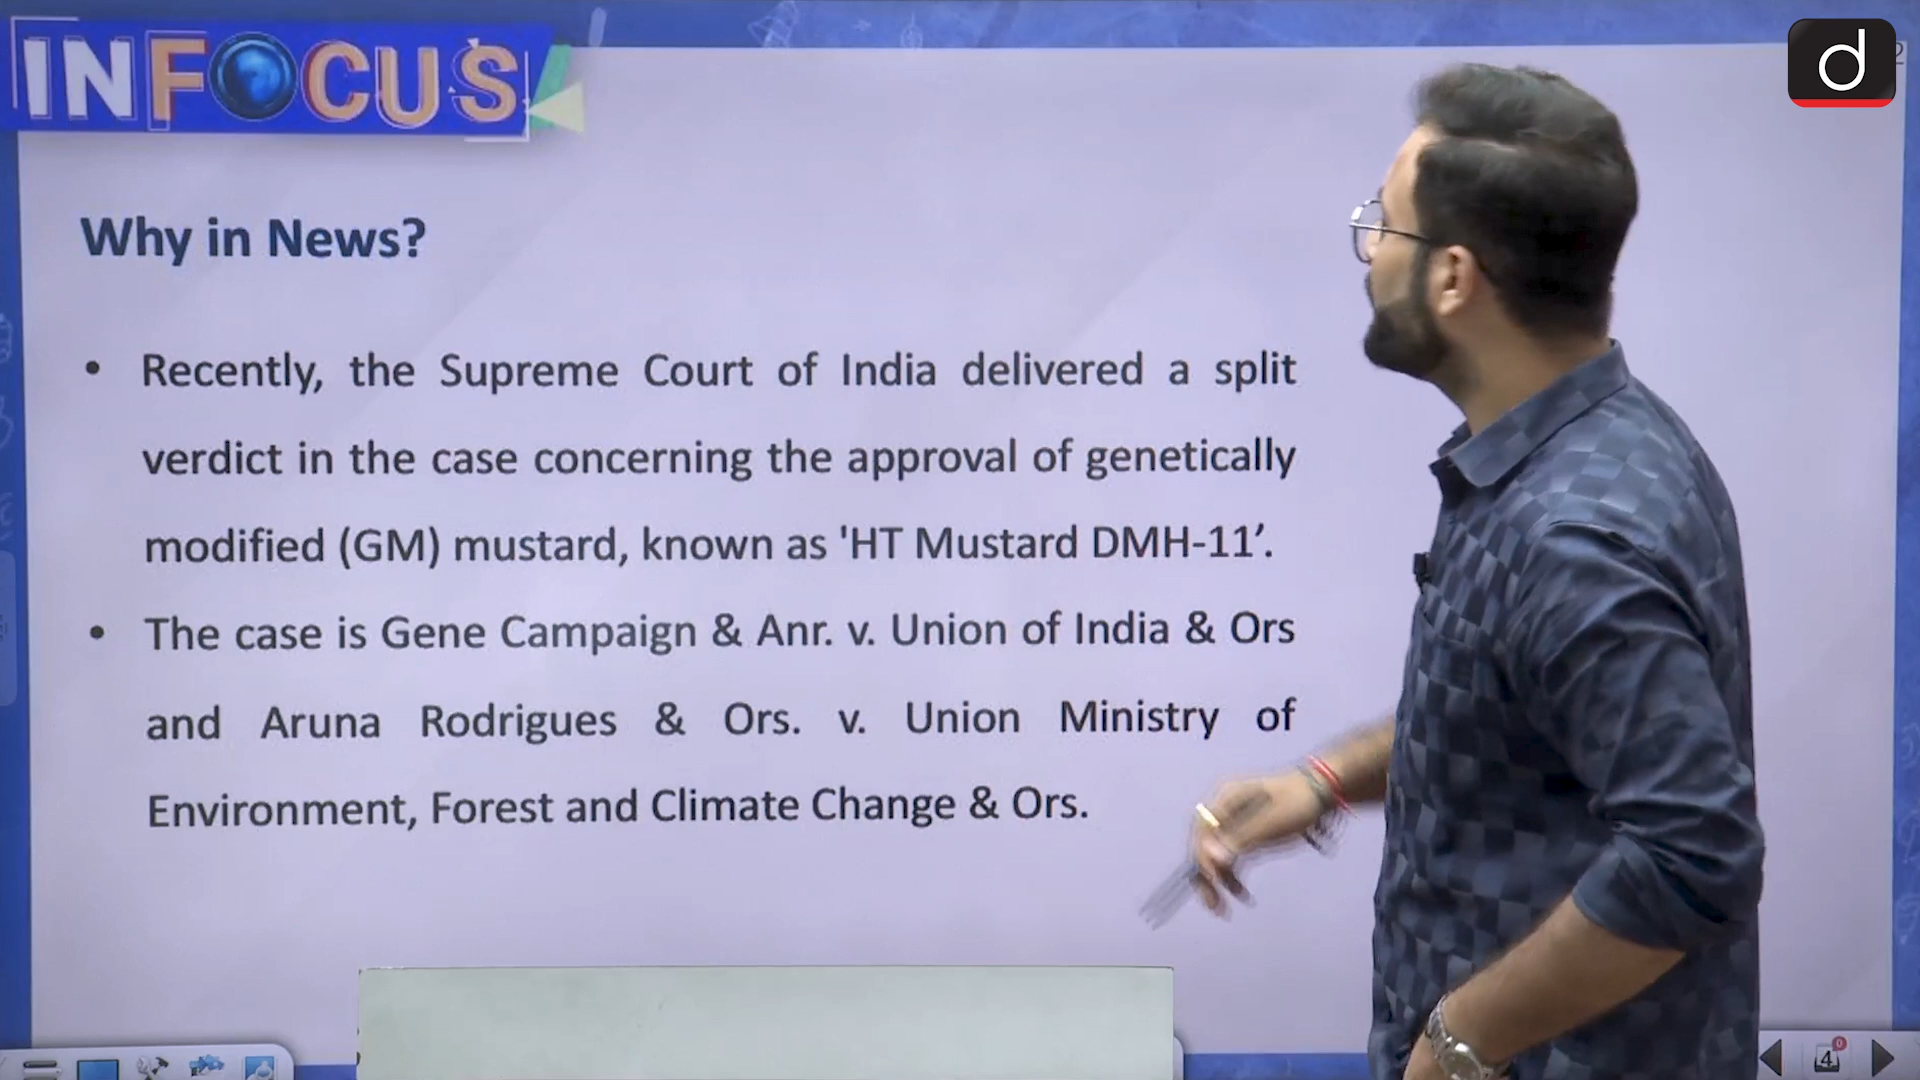 INFOCUS
d
2
Why in News?
• Recently, the Supreme Court of India delivered a split
verdict in the case concerning the approval of genetically
modified (GM) mustard, known as 'HT Mustard DMH-11’.
• The case is Gene Campaign & Anr. v. Union of India & Ors
and Aruna Rodrigues & Ors. v. Union Ministry of
Environment, Forest and Climate Change & Ors.
4
0